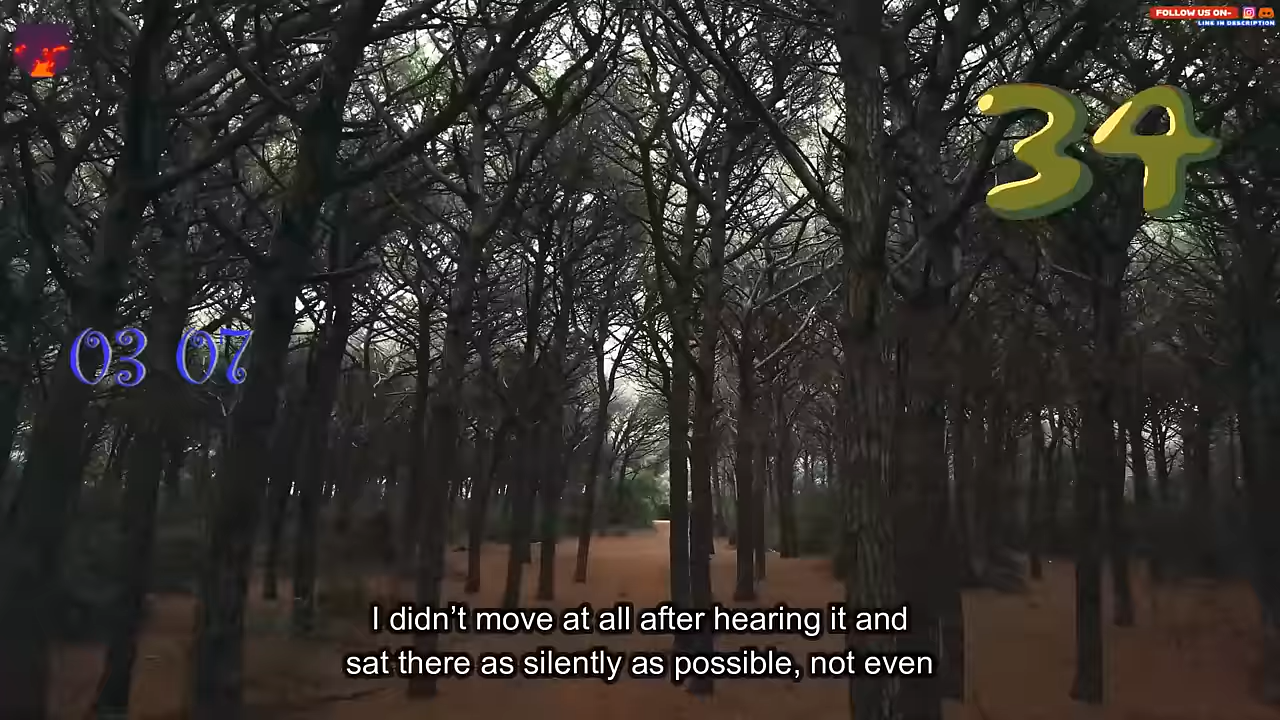 FOLLOW US ON-
LINK IN DESCRIPTION
34
03 07
I didn’t move at all after hearing it and
sat there as silently as possible, not even